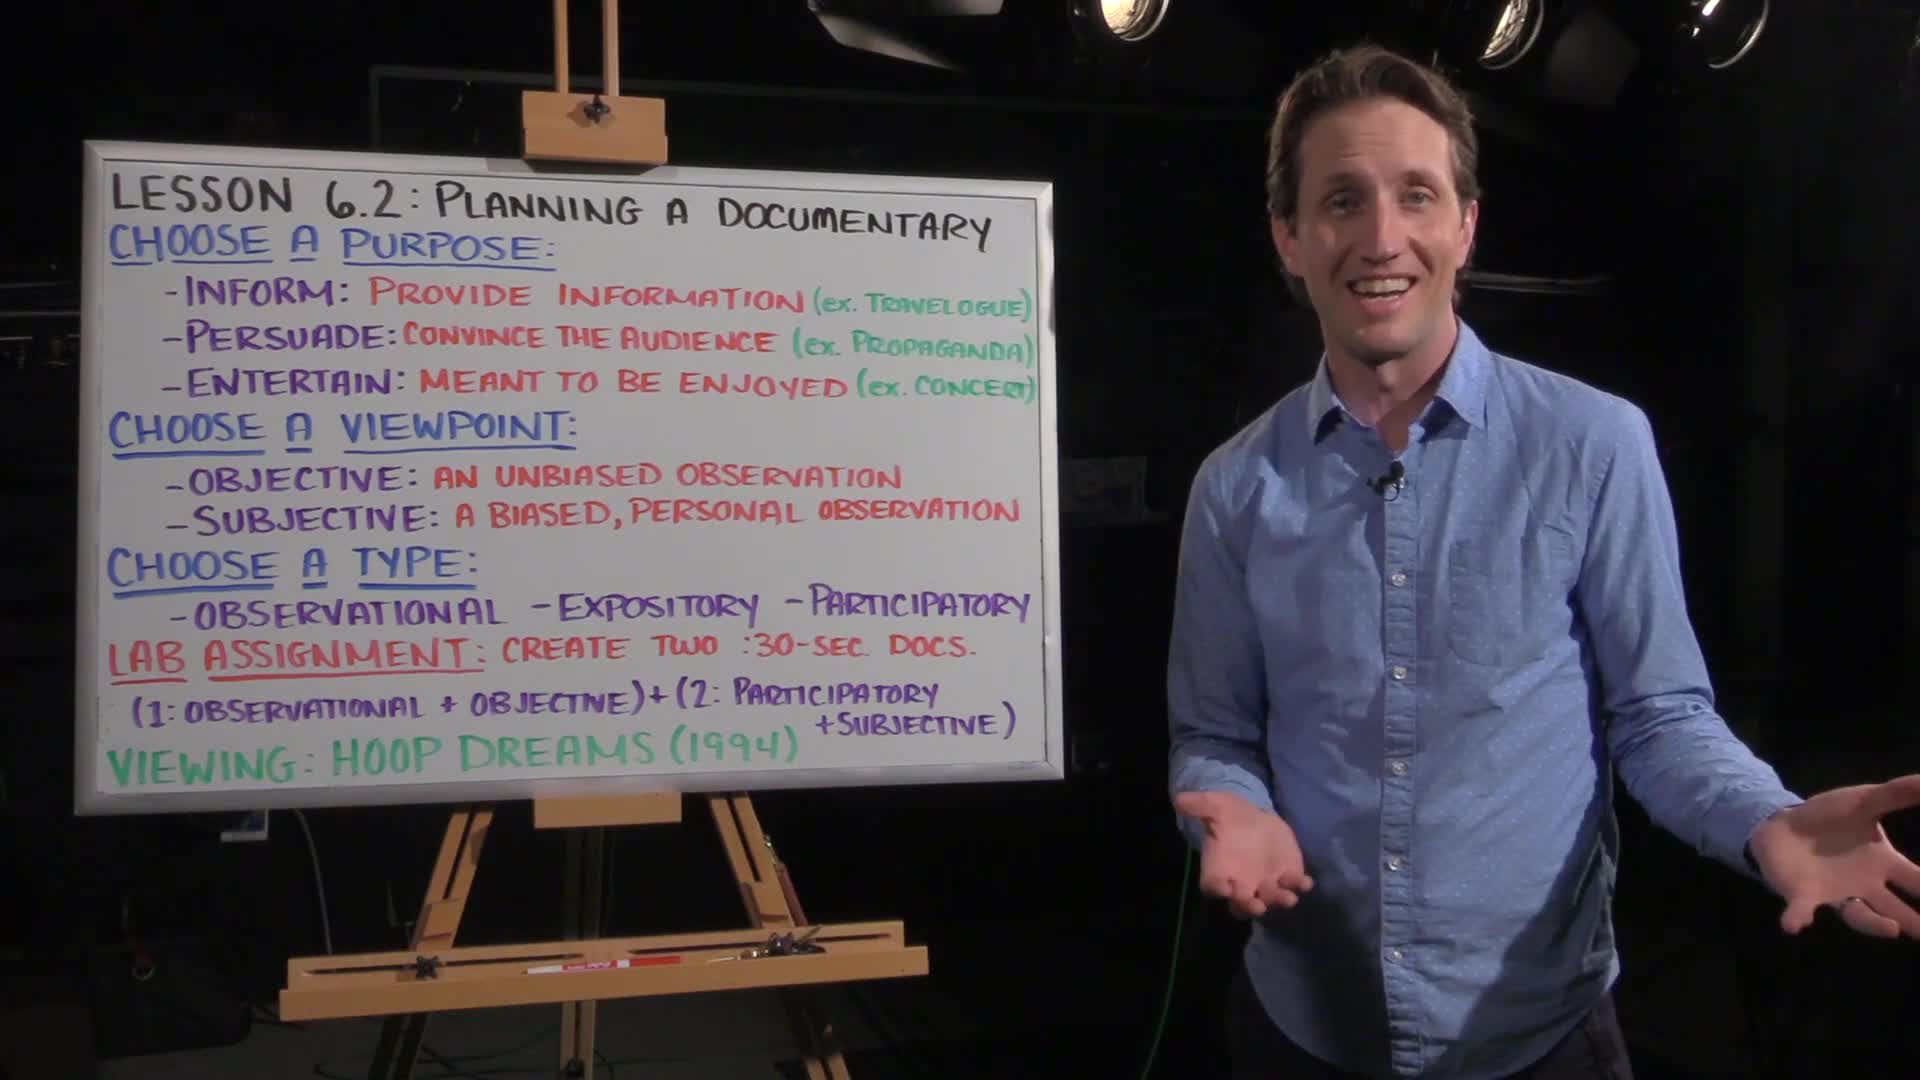 LESSON 6.2: PLANNING A DOCUMENTARY
CHOOSE A PURPOSE:
-INFORM: PROVIDE INFORMATION (ex. TRAVELOGUE)
-PERSUADE: CONVINCE THE AUDIENCE (ex. PROPAGANDA)
-ENTERTAIN: MEANT TO BE ENJOYED (ex. CONCERT)
CHOOSE A VIEWPOINT:
-OBJECTIVE: AN UNBIASED OBSERVATION
-SUBJECTIVE: A BIASED, PERSONAL OBSERVATION
CHOOSE A TYPE:
-OBSERVATIONAL -EXPOSITORY -PARTICIPATORY
LAB ASSIGNMENT: CREATE TWO :30-SEC. DOCS.
(1: OBSERVATIONAL + OBJECTIVE) + (2: PARTICIPATORY
+SUBJECTIVE)
VIEWING: HOOP DREAMS (1994)